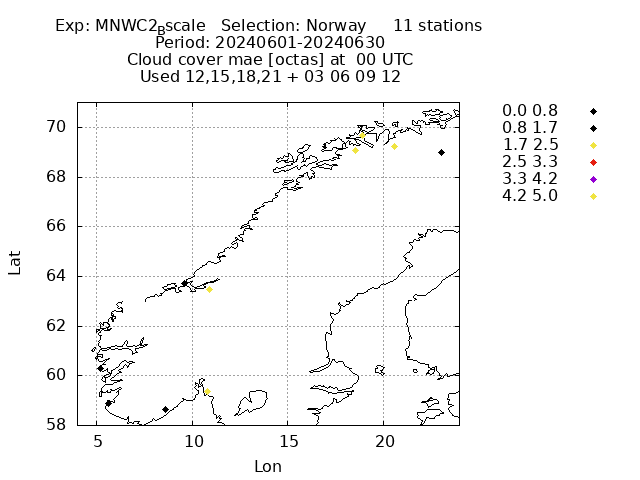 Exp: MNWC2_Bscale   Selection: Norway      11 stations
Period: 20240601-20240630
Cloud cover mae [octas] at  00 UTC
Used 12,15,18,21 + 03 06 09 12
0.0 0.8
0.8 1.7
1.7 2.5
2.5 3.3
3.3 4.2
4.2 5.0
Lat
70
68
66
64
62
60
58
5 10 15 20
Lon